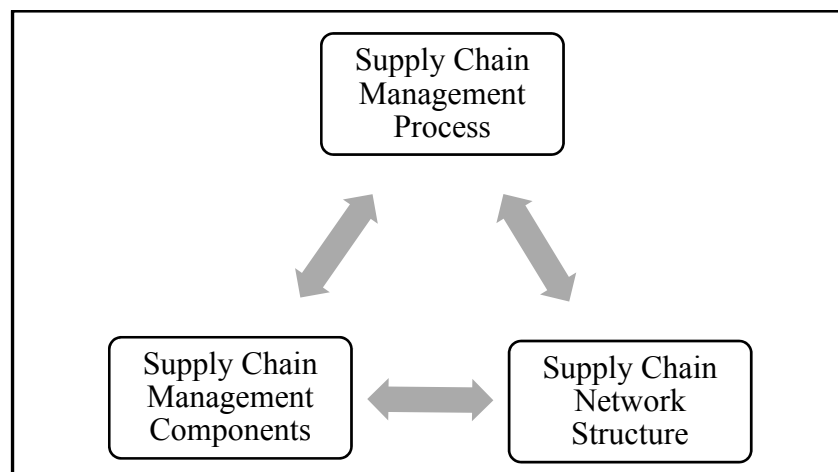 Supply Chain
Management
Process
Supply Chain
Management
Components
Supply Chain
Network
Structure